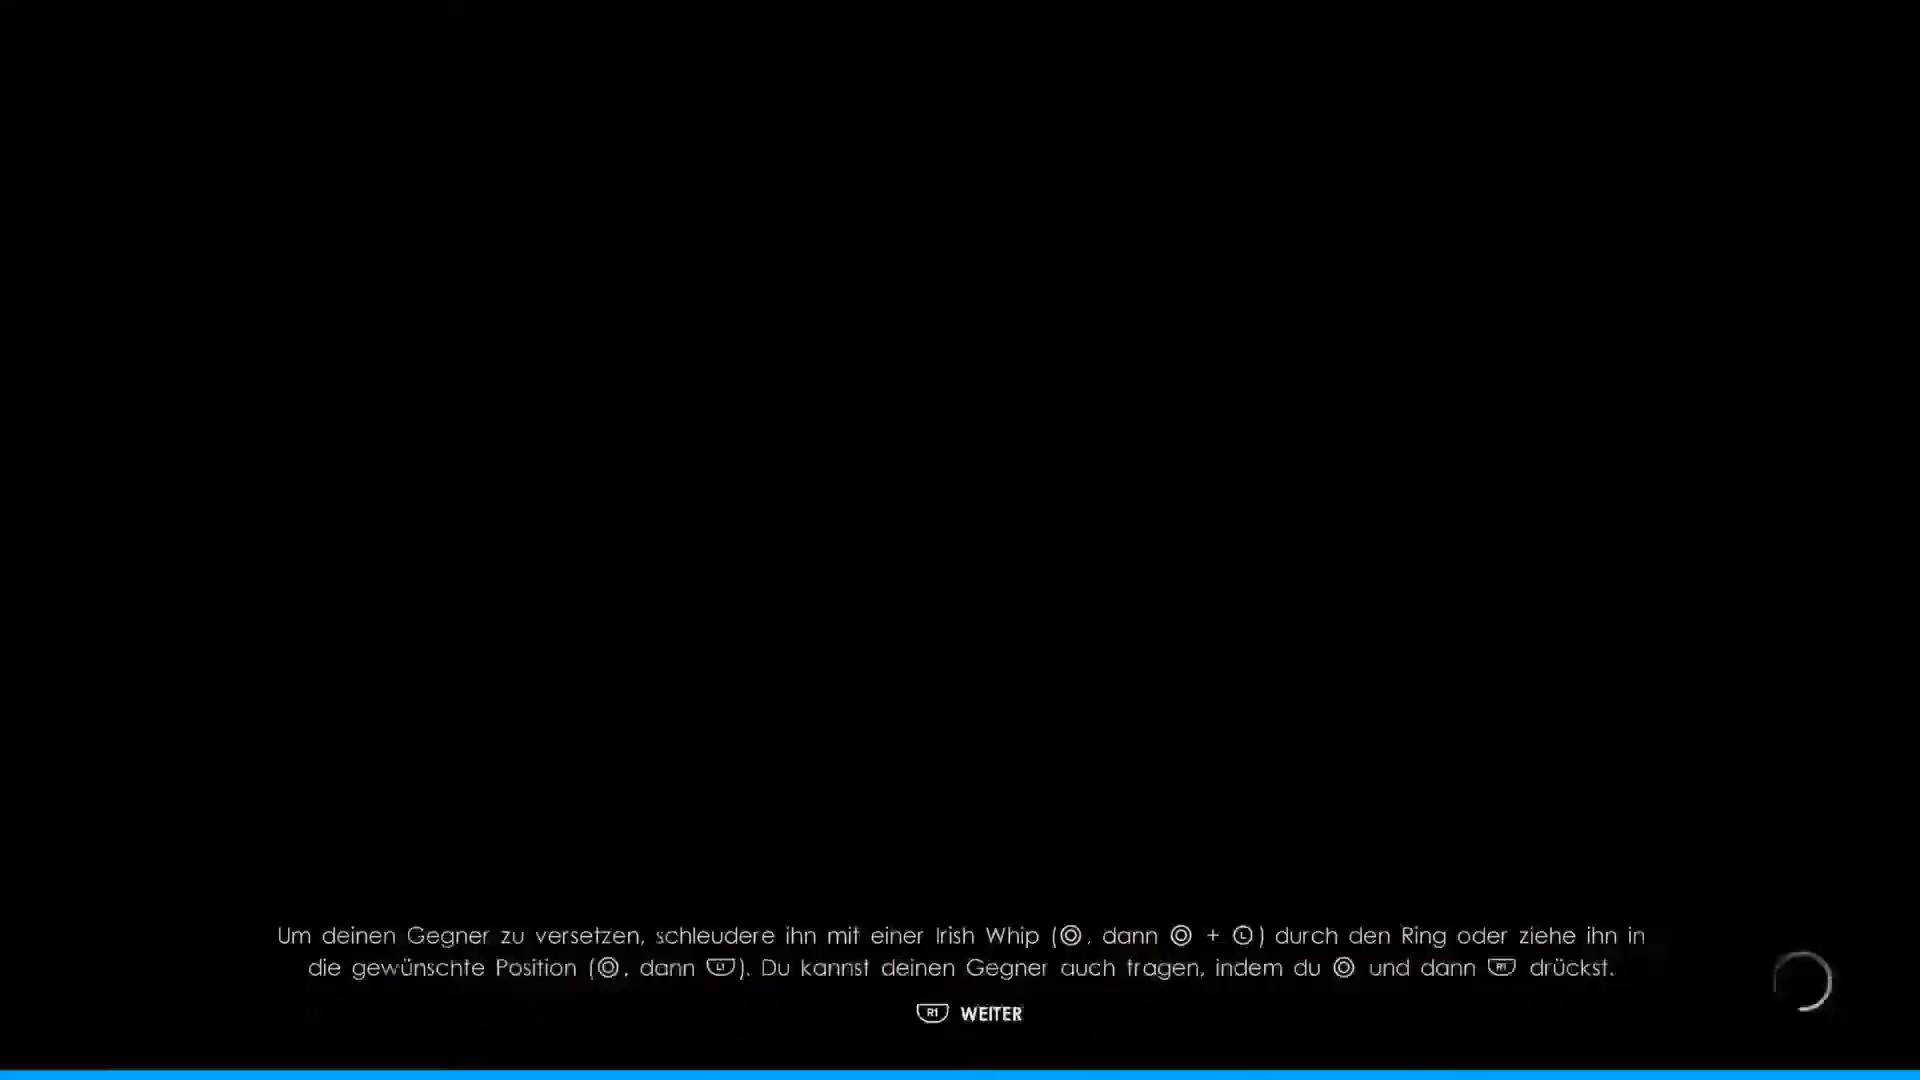 Um deinen Gegner zu versetzen, schleudere ihn mit einer Irish Whip (◎, dann ◎ + Ⓛ) durch den Ring oder ziehe ihn in
die gewünschte Position (◎, dann L1). Du kannst deinen Gegner auch tragen, indem du ◎ und dann R1 drückst.
R1 WEITER